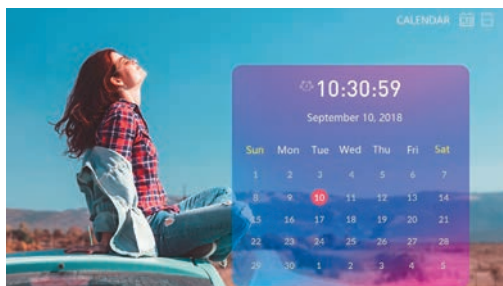 CALENDAR
10:30:59
September 10, 2018
Sun Mon Tue Wed Thu Fri Sat
1 2 3 4 5 6 7
8 9 10 11 12 13 14
15 16 17 18 19 20 21
22 23 24 25 26 27 28
29 30 1 2 3 4 5